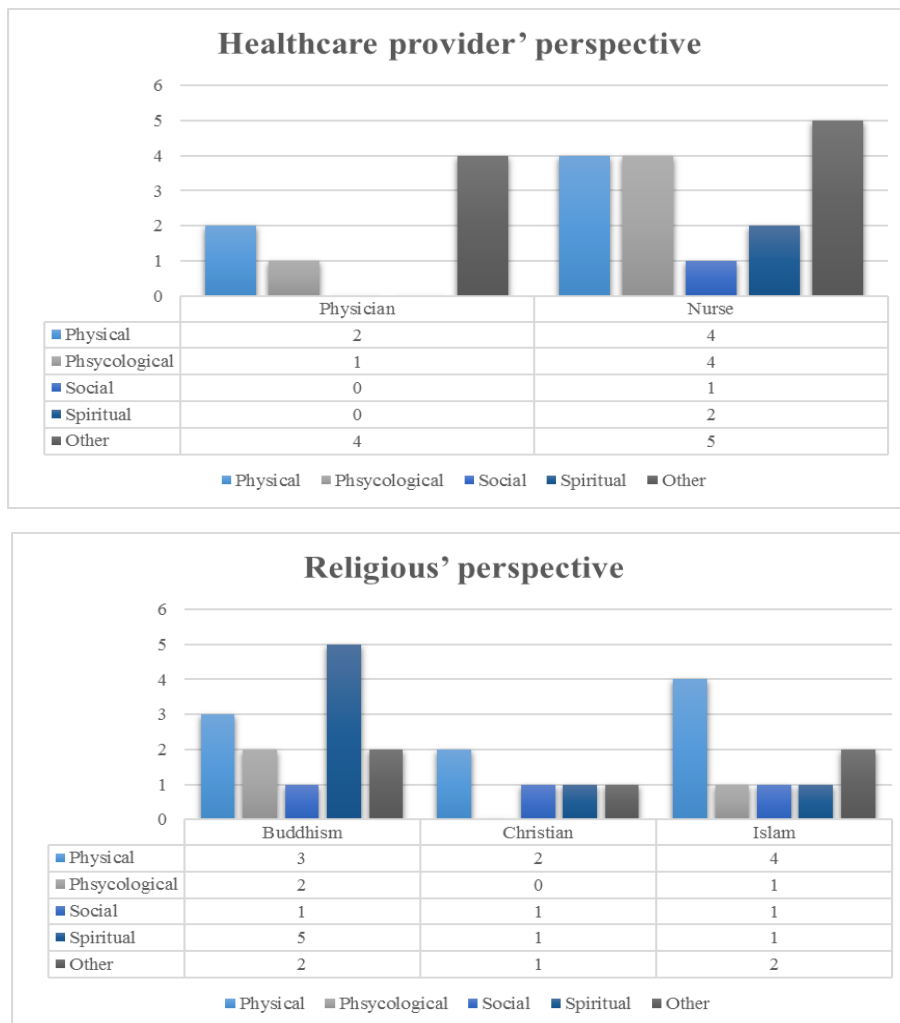 Healthcare provider’ perspective
6
5
4
3
2
1
0
Physician Nurse
Physical 2 4
Phsycological 1 4
Social 0 1
Spiritual 0 2
Other 4 5
Physical Phsycological Social Spiritual Other
Religious’ perspective
6
5
4
3
2
1
0
Buddhism Christian Islam
Physical 3 2 4
Phsycological 2 0 1
Social 1 1 1
Spiritual 5 1 1
Other 2 1 2
Physical Phsycological Social Spiritual Other